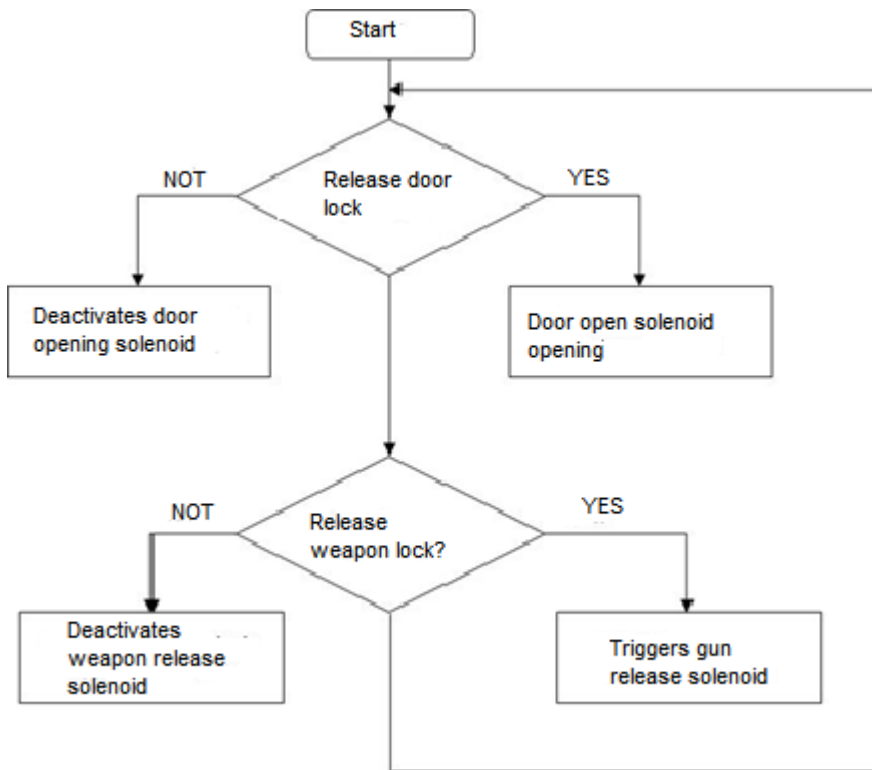 Start
Release door
lock
NOT
YES
Deactivates door
opening solenoid
Door open solenoid
opening
Release
weapon lock?
NOT
YES
Deactivates
weapon release
solenoid
Triggers gun
release solenoid